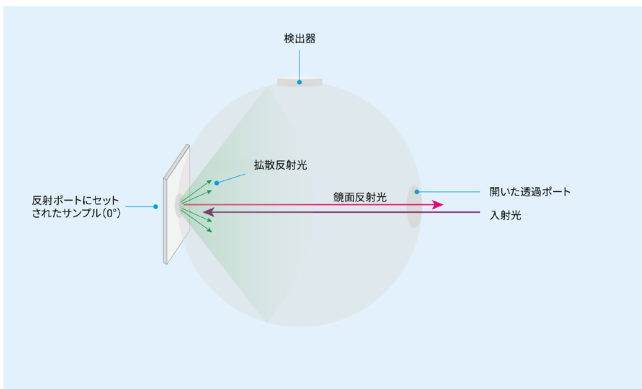 検出器
拡散反射光
反射ポートにセット
されたサンプル(0°)
鏡面反射光
開いた透過ポート
入射光